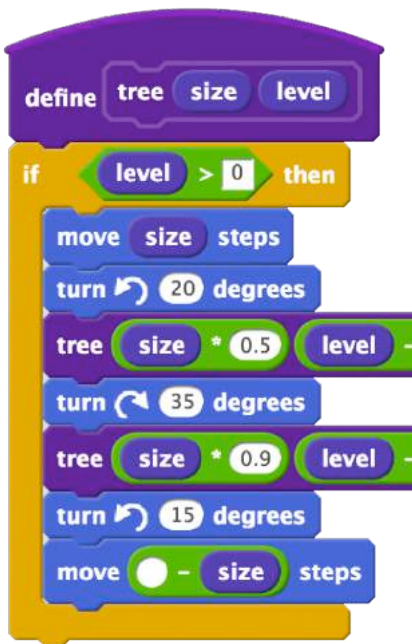 define tree size level
if level > 0 then
move size steps
turn 20 degrees
tree size * 0.5 level -
turn 35 degrees
tree size * 0.9 level -
turn 15 degrees
move - size steps